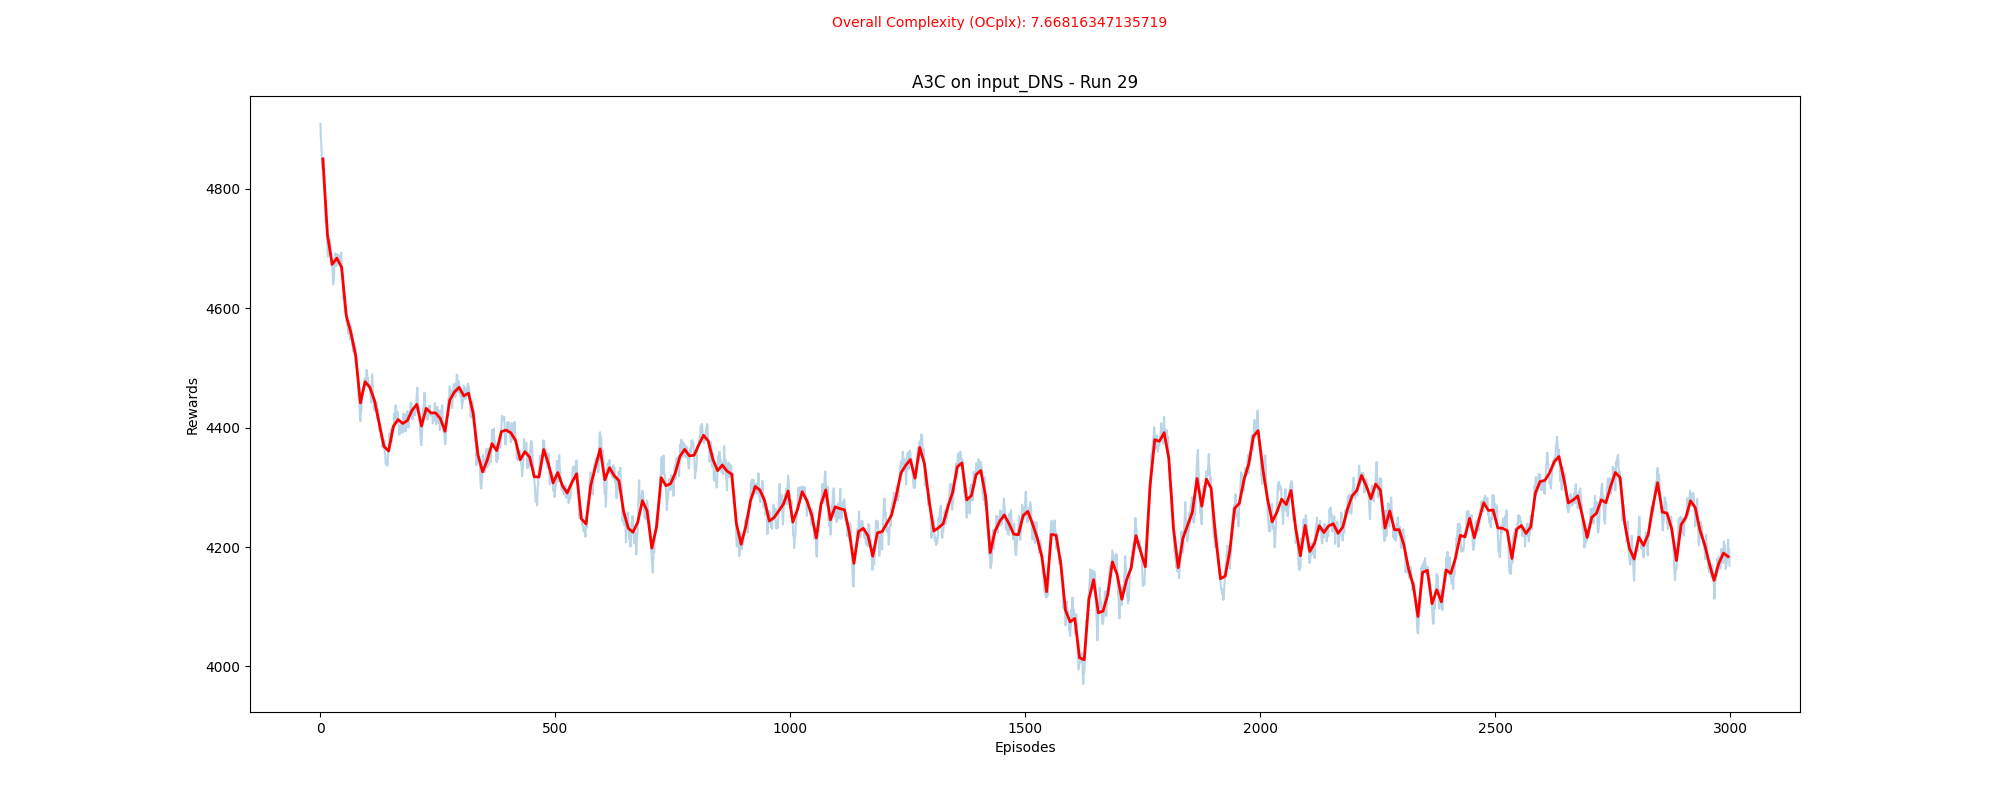 Overall Complexity (OCplx): 7.66816347135719
A3C on input_DNS - Run 29
Rewards
4800
4600
4400
4200
4000
0 500 1000 1500 2000 2500 3000
Episodes